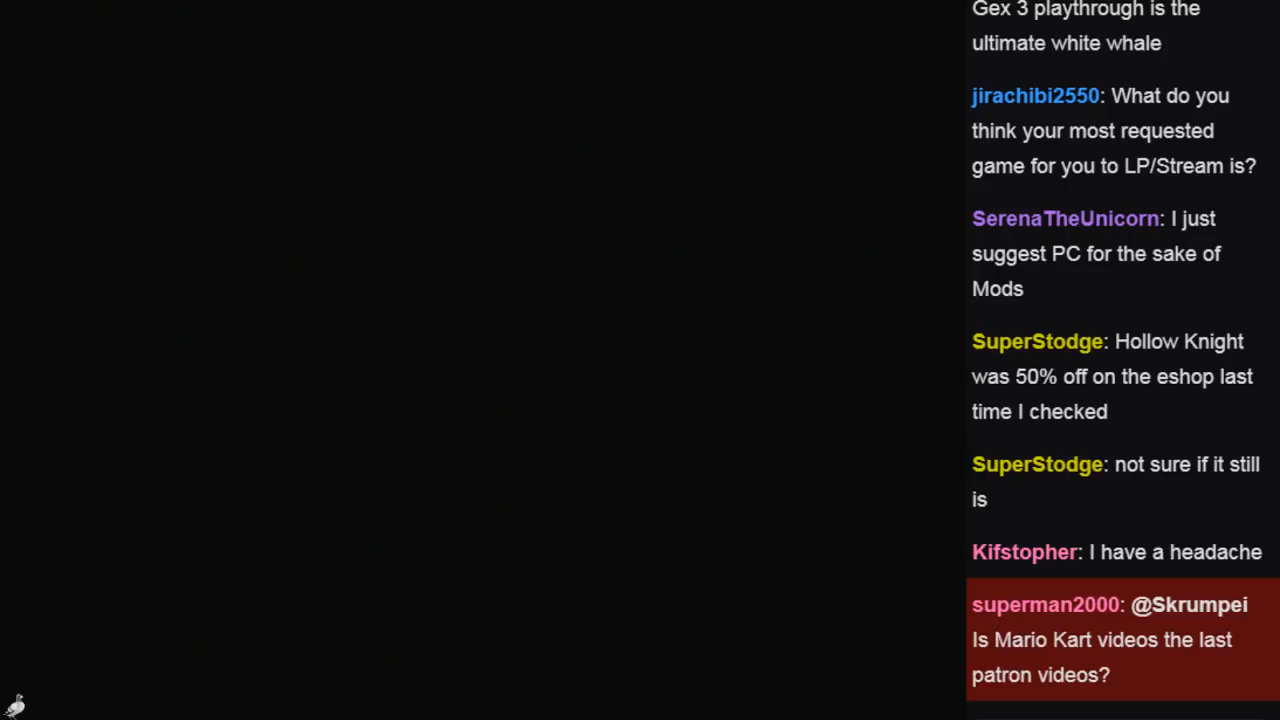 Gex 3 playthrough is the
ultimate white whale
jirachibi2550: What do you
think your most requested
game for you to LP/Stream is?
SerenaTheUnicorn: I just
suggest PC for the sake of
Mods
SuperStodge: Hollow Knight
was 50% off on the eshop last
time I checked
SuperStodge: not sure if it still
is
Kifstopher: I have a headache
superman2000: @Skrumpei
Is Mario Kart videos the last
patron videos?